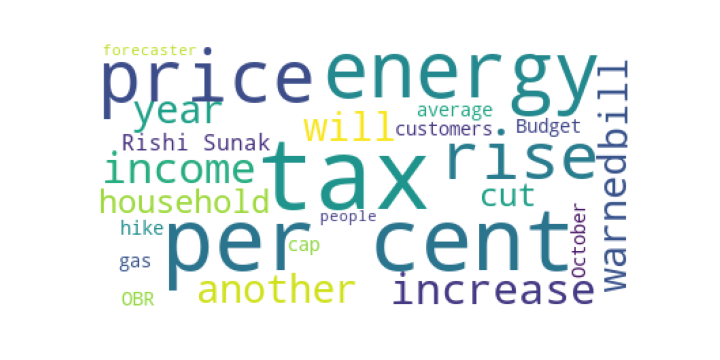 forecaster
price energy
year
will
average
customers
Budget
Rishi Sunak
income
tax
rise
warned
bill
household
cut
people
hike
per cent
cap
gas
October
OBR
another
increase